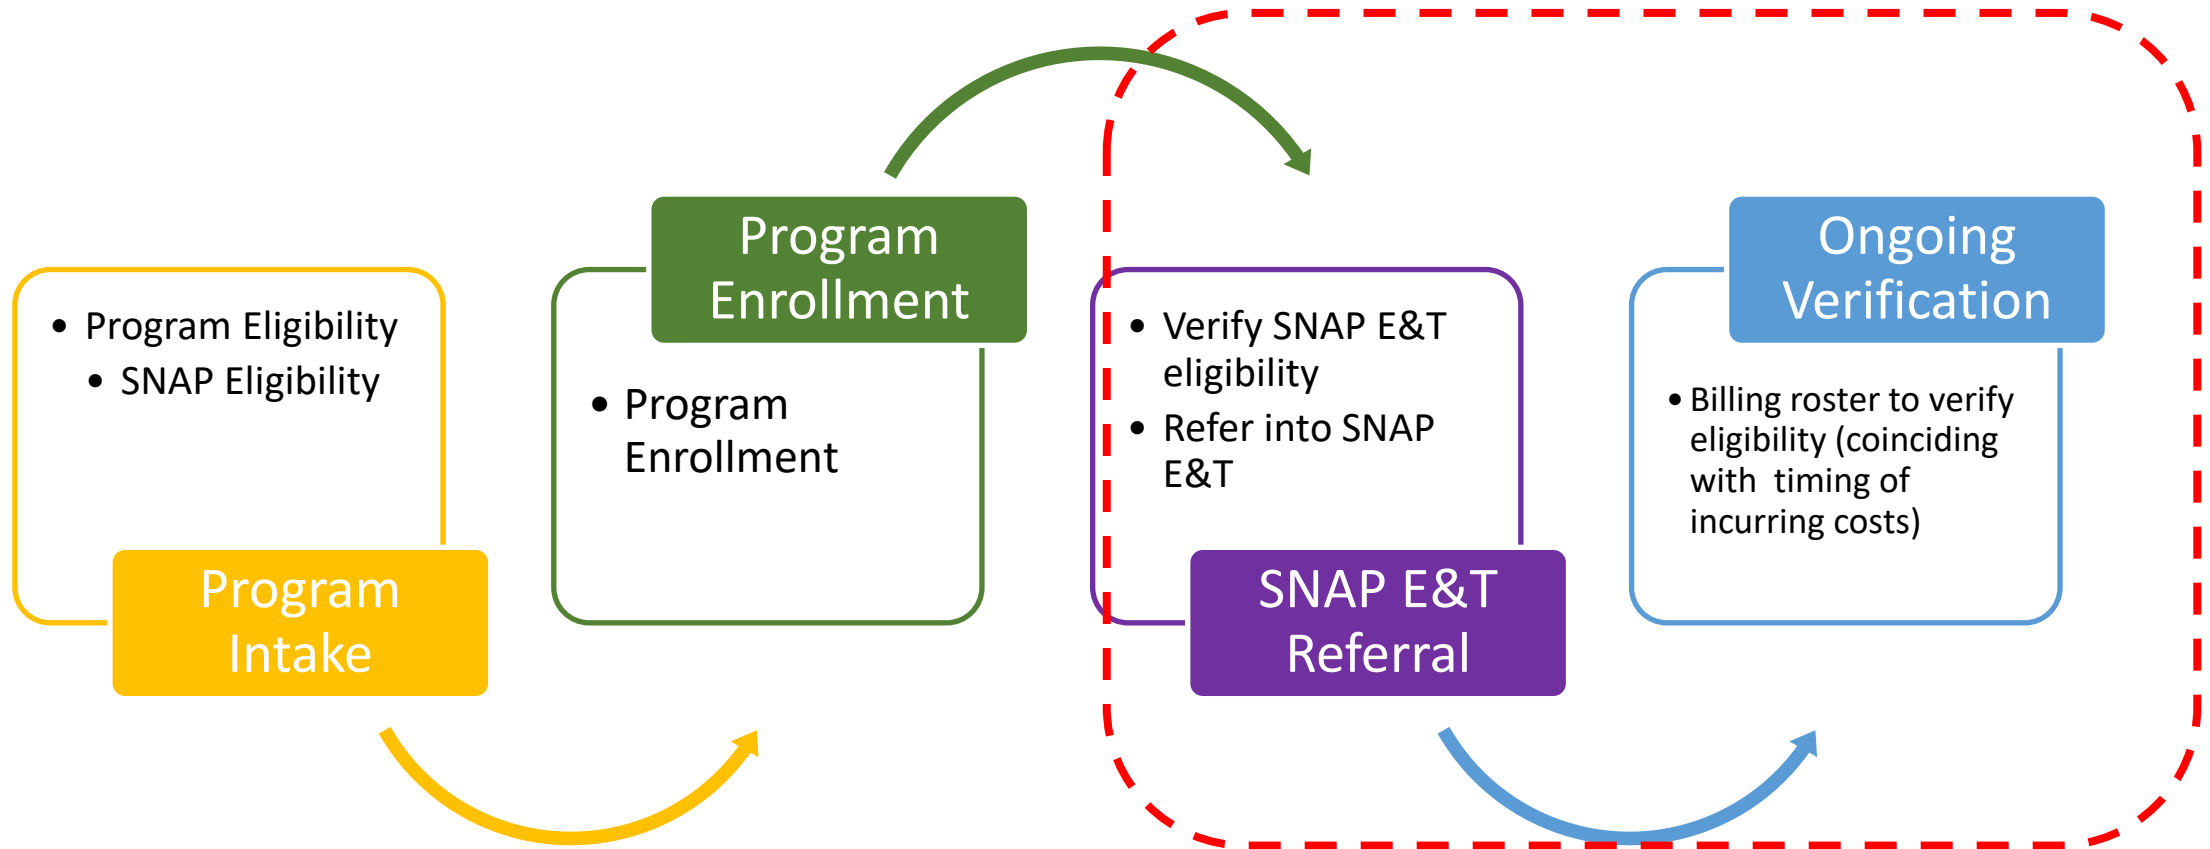 • Program Eligibility
• SNAP Eligibility
Program
Intake
Program
Enrollment
• Program
Enrollment
• Verify SNAP E&T
eligibility
• Refer into SNAP
E&T
SNAP E&T
Referral
Ongoing
Verification
• Billing roster to verify
eligibility (coinciding
with timing of
incurring costs)